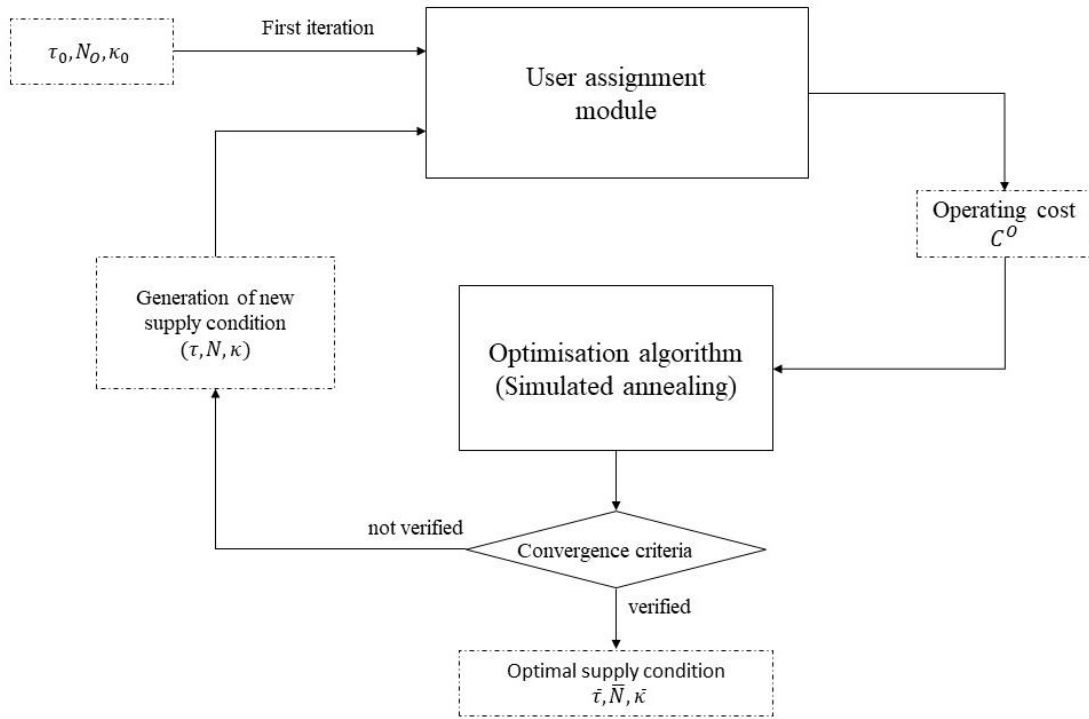 First iteration
τ₀, N_O, κ₀
User assignment
module
Operating cost
C^O
Generation of new
supply condition
(τ, N, κ)
Optimisation algorithm
(Simulated annealing)
not verified
Convergence criteria
verified
Optimal supply condition
τ̄, N̄, κ̄